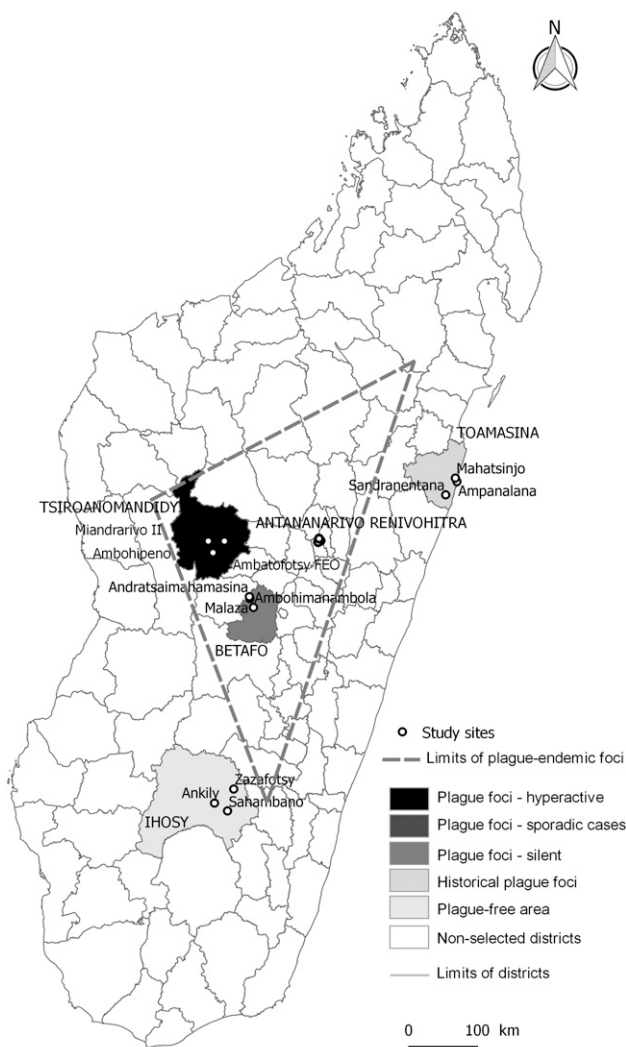 N
TOAMASINA
Mahatsinjo
Sandranentana
Ampanalana
TSIROANOMANDIDY
ANTANANARIVO RENIVOHITRA
Miandrarivo II
Ambohipeno
Ambatofotsy FEO
Andratsaimahamasina
Ambohimanambola
Malaza
BETAFO
Zazafotsy
Ankily
Sahambano
IHOSY
Study sites
Limits of plague-endemic foci
Plague foci - hyperactive
Plague foci - sporadic cases
Plague foci - silent
Historical plague foci
Plague-free area
Non-selected districts
Limits of districts
0 100 km